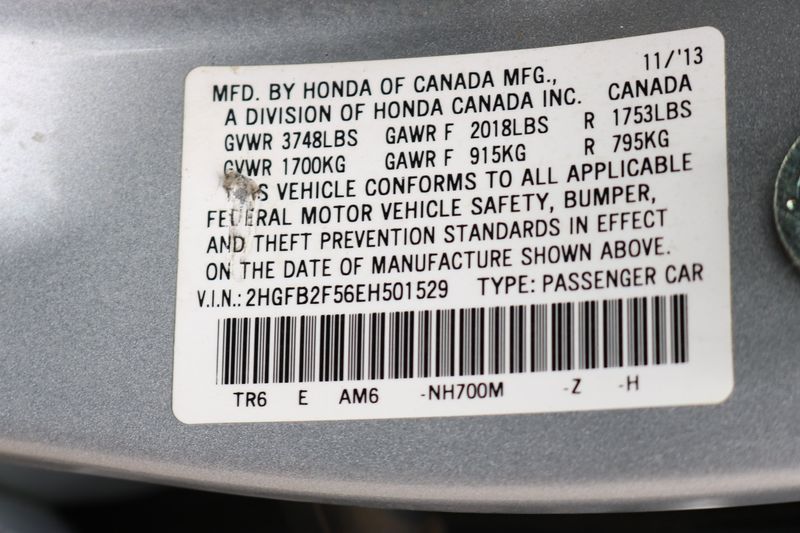 11/'13
MFD. BY HONDA OF CANADA MFG.,
A DIVISION OF HONDA CANADA INC. CANADA
GVWR 3748LBS GAWR F 2018LBS R 1753LBS
GVWR 1700KG GAWR F 915KG R 795KG
S VEHICLE CONFORMS TO ALL APPLICABLE
FEDERAL MOTOR VEHICLE SAFETY, BUMPER,
AND THEFT PREVENTION STANDARDS IN EFFECT
ON THE DATE OF MANUFACTURE SHOWN ABOVE.
V.I.N.: 2HGFB2F56EH501529 TYPE: PASSENGER CAR
TR6 E AM6 -NH700M -Z -H